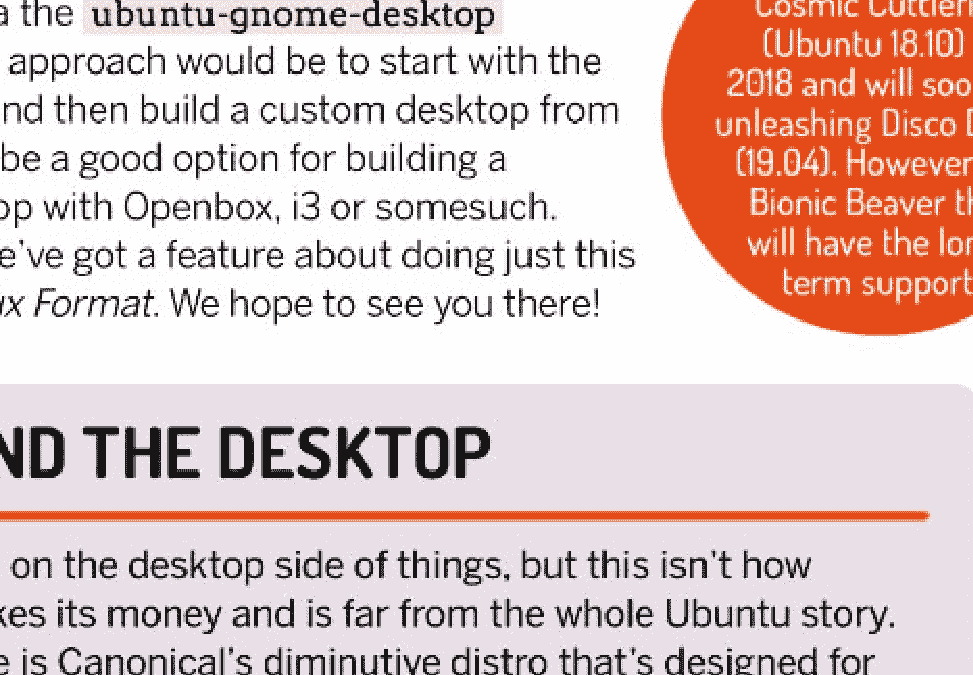 a the ubuntu-gnome-desktop
approach would be to start with the
nd then build a custom desktop from
be a good option for building a
op with Openbox, i3 or somesuch.
e've got a feature about doing just this
ux Format. We hope to see you there!
Cosmic Cuttlef
(Ubuntu 18.10)
2018 and will soo
unleashing Disco D
(19.04). However
Bionic Beaver th
will have the lon
term support
ND THE DESKTOP
on the desktop side of things, but this isn't how
kes its money and is far from the whole Ubuntu story.
e is Canonical's diminutive distro that's designed for